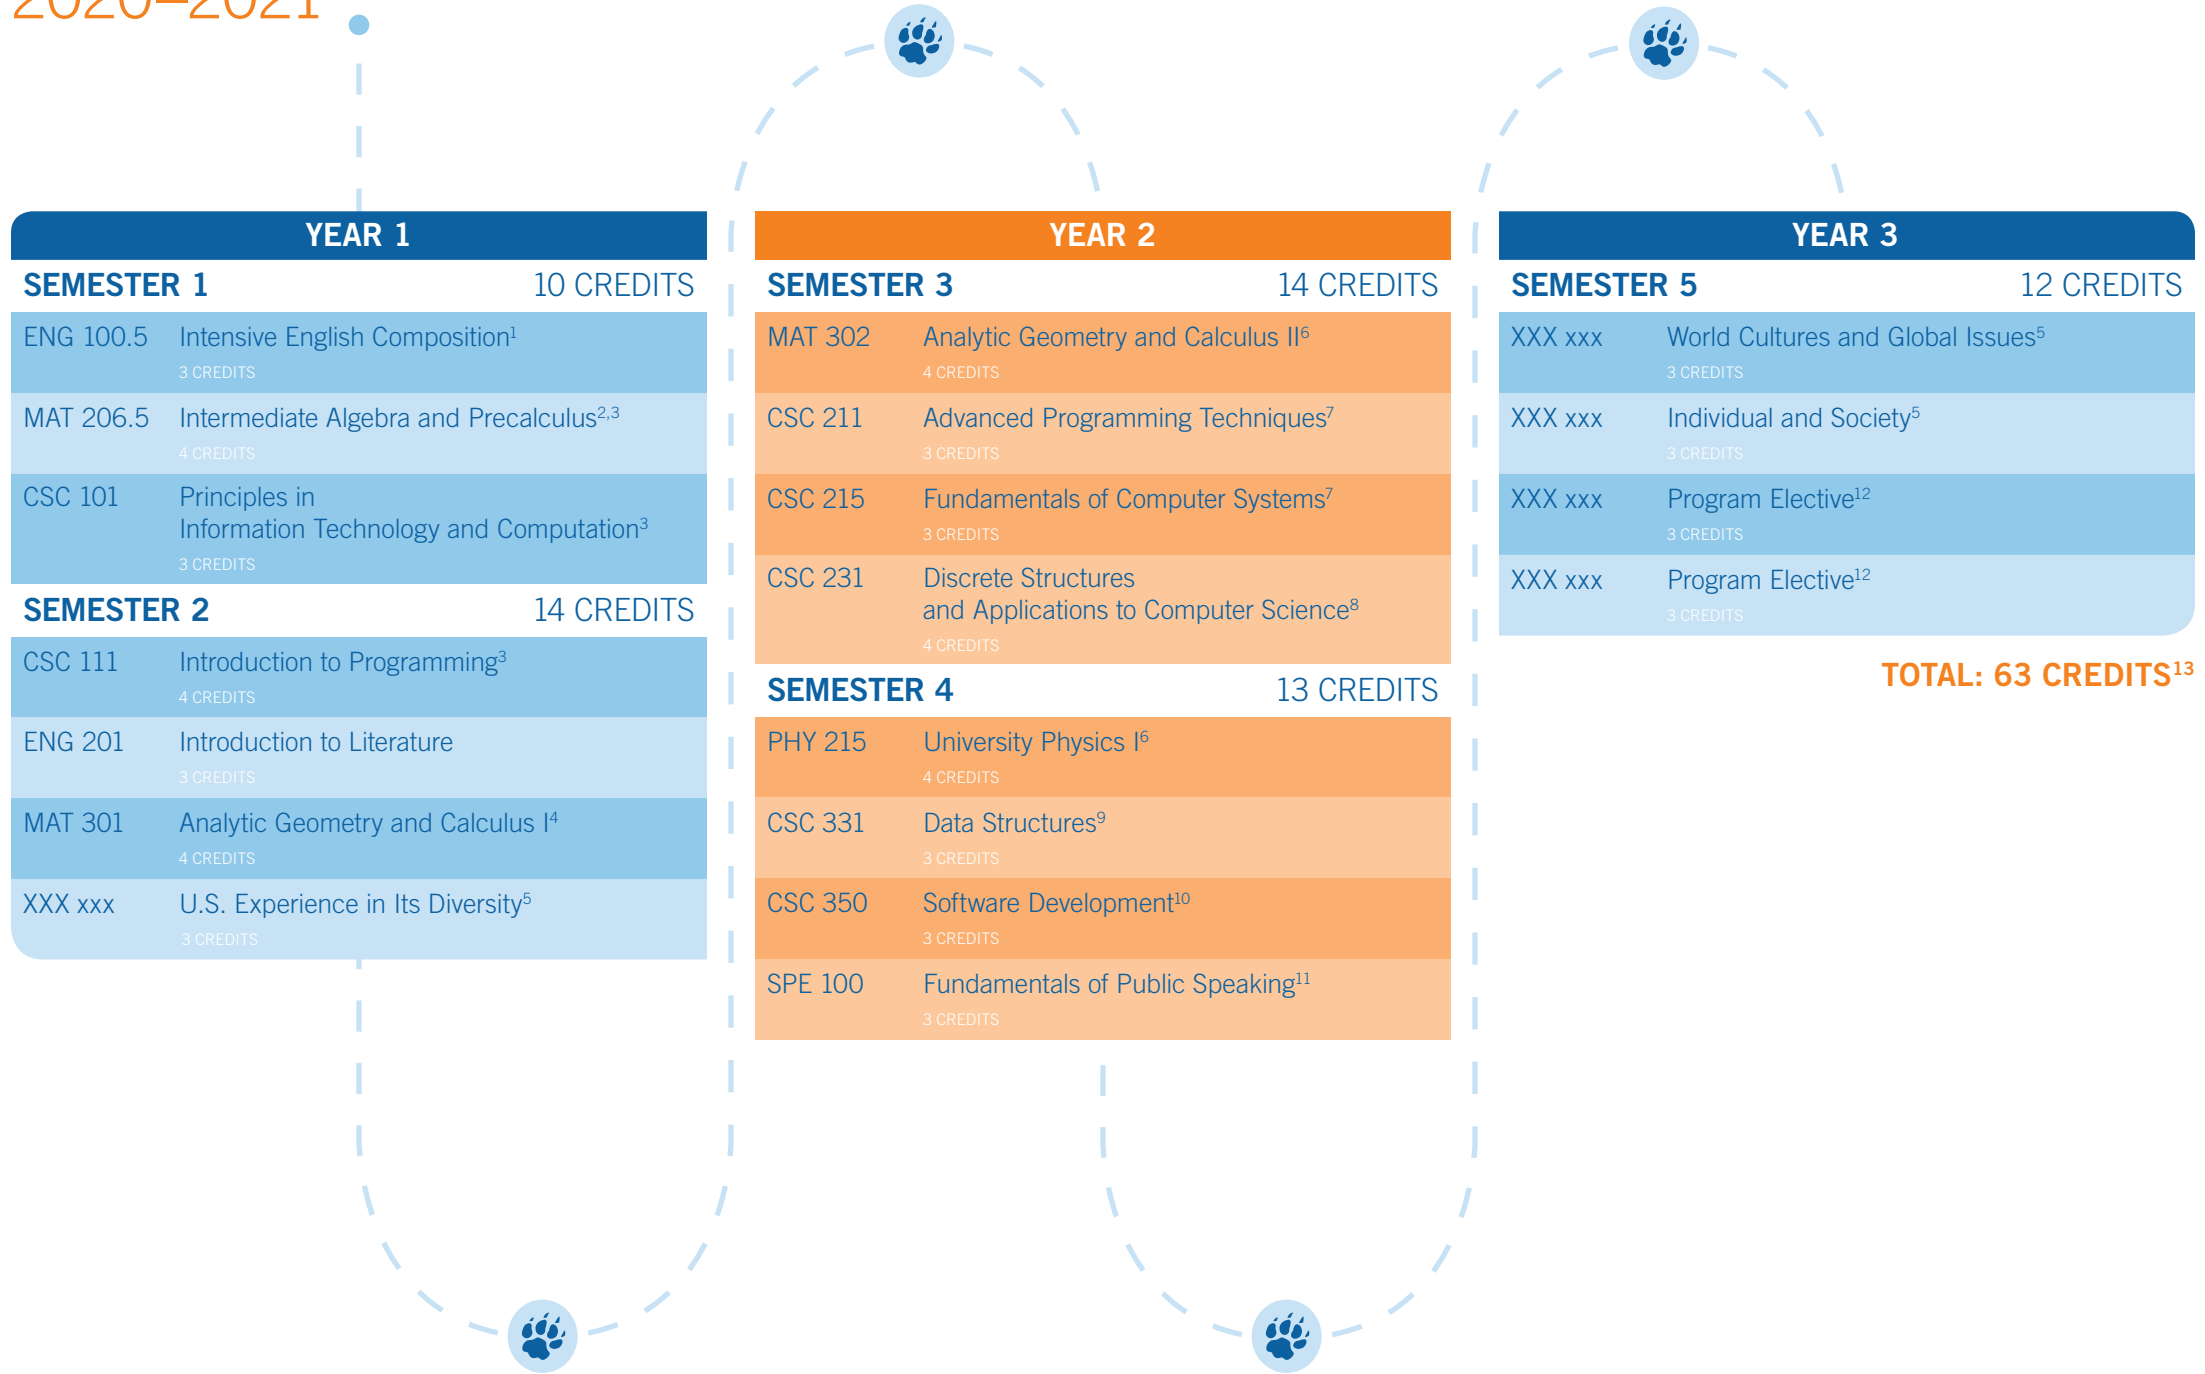 2020–2021
YEAR 1
SEMESTER 1 10 CREDITS
ENG 100.5 Intensive English Composition1
3 CREDITS
MAT 206.5 Intermediate Algebra and Precalculus2,3
4 CREDITS
CSC 101 Principles in
Information Technology and Computation3
3 CREDITS
SEMESTER 2 14 CREDITS
CSC 111 Introduction to Programming3
4 CREDITS
ENG 201 Introduction to Literature
3 CREDITS
MAT 301 Analytic Geometry and Calculus I4
4 CREDITS
XXX xxx U.S. Experience in Its Diversity5
3 CREDITS
YEAR 2
SEMESTER 3 14 CREDITS
MAT 302 Analytic Geometry and Calculus II6
4 CREDITS
CSC 211 Advanced Programming Techniques7
3 CREDITS
CSC 215 Fundamentals of Computer Systems7
3 CREDITS
CSC 231 Discrete Structures
and Applications to Computer Science8
4 CREDITS
SEMESTER 4 13 CREDITS
PHY 215 University Physics I6
4 CREDITS
CSC 331 Data Structures9
3 CREDITS
CSC 350 Software Development10
3 CREDITS
SPE 100 Fundamentals of Public Speaking11
3 CREDITS
YEAR 3
SEMESTER 5 12 CREDITS
XXX xxx World Cultures and Global Issues5
3 CREDITS
XXX xxx Individual and Society5
3 CREDITS
XXX xxx Program Elective12
3 CREDITS
XXX xxx Program Elective12
3 CREDITS
TOTAL: 63 CREDITS13